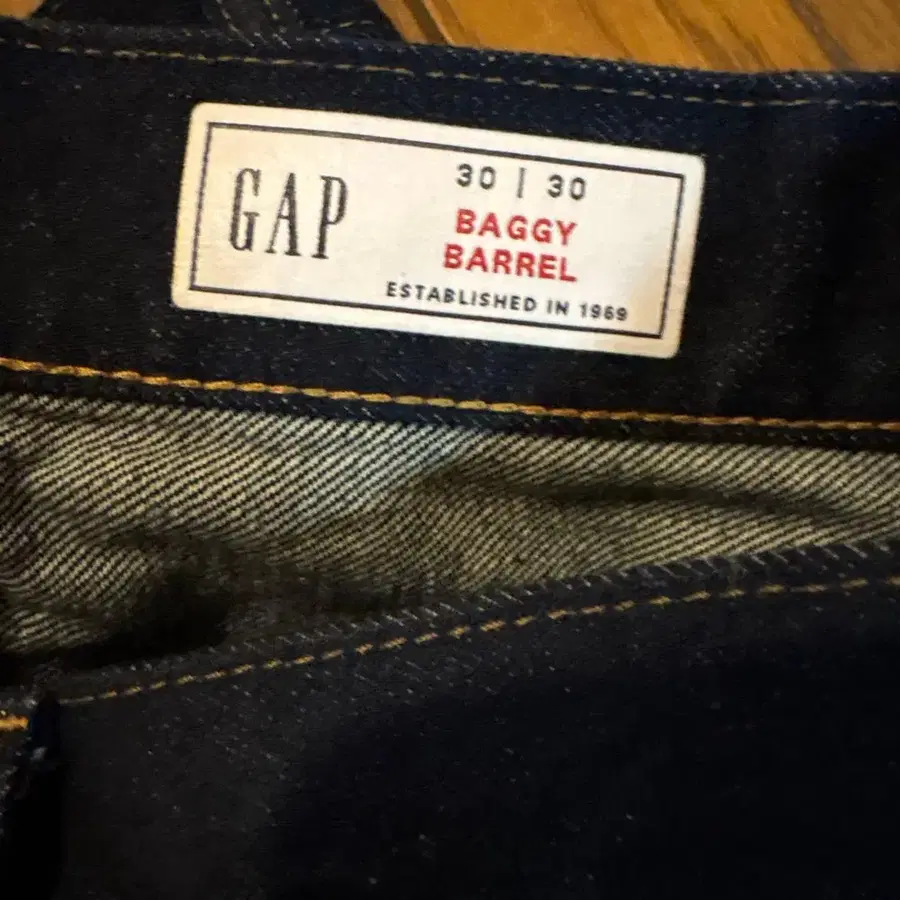 GAP
30 | 30
BAGGY
BARREL
ESTABLISHED IN 1969